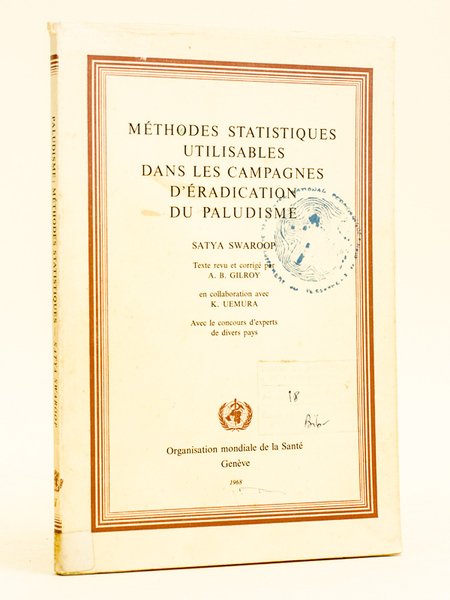 MÉTHODES STATISTIQUES
UTILISABLES
DANS LES CAMPAGNES
D'ÉRADICATION
DU PALUDISME
SATYA SWAROOP
Texte revu et corrigé par
A. B. GILROY
en collaboration avec
K. UEMURA
Avec le concours d'experts
de divers pays
18
Organisation mondiale de la Santé
Genève
1968
PALUDISME: MÉTHODES STATISTIQUES SATYA SWAROOP